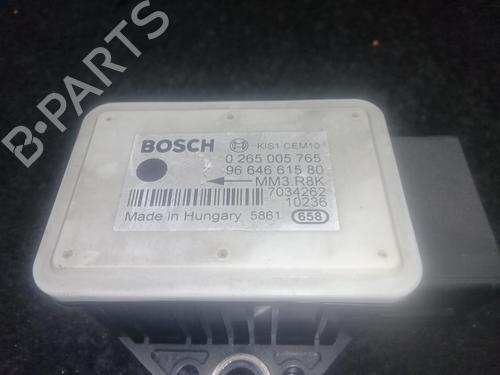 B-PARTS
BOSCH KIS1 CEM10
0 265 005 765
96 646 615 80
MM3.R8K
7034262
10236
Made in Hungary 5861 658